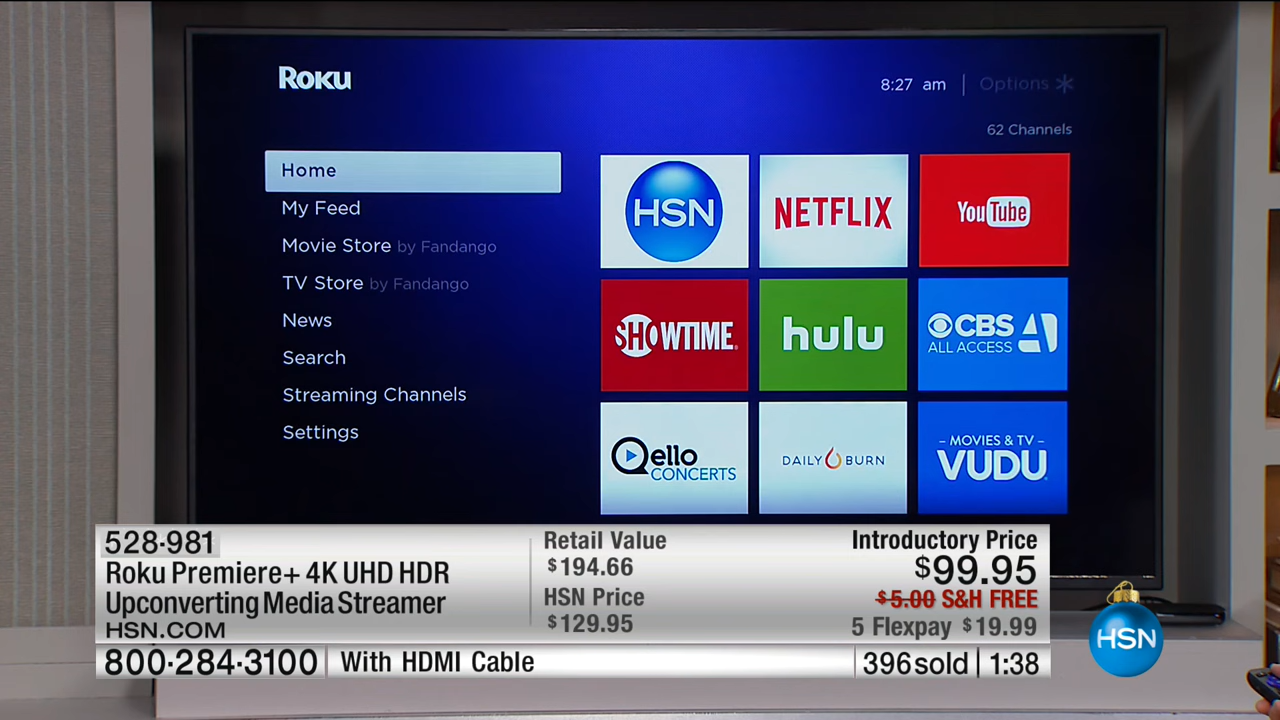 Roku
8:27 am | Options *
62 Channels
Home
My Feed
Movie Store by Fandango
TV Store by Fandango
News
Search
Streaming Channels
Settings
HSN
NETFLIX
YouTube
SHOWTIME
hulu
CBS
ALL ACCESS
Qello
CONCERTS
DAILY BURN
- MOVIES & TV -
VUDU
528-981
Roku Premiere+ 4K UHD HDR
Upconverting Media Streamer
HSN.COM
Retail Value
$194.66
HSN Price
$129.95
Introductory Price
$99.95
$5.00 S&H FREE
5 Flexpay $19.99
800·284·3100
With HDMI Cable
396sold | 1:38
HSN